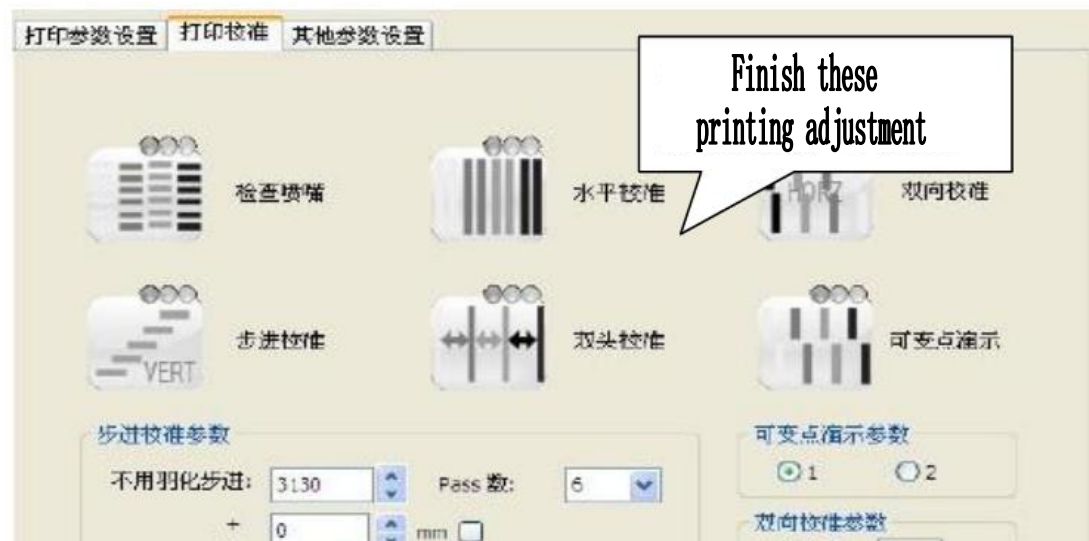 打印参数设置 打印校准 其他参数设置
Finish these
printing adjustment
检查喷嘴 水平校准 HORZ 双向校准
VERT 步进校准 双头校准 可变点演示
步进校准参数 可变点演示参数
不用羽化步进: 3130 Pass 数: 6 1 2
+ 0 mm 双向校准参数